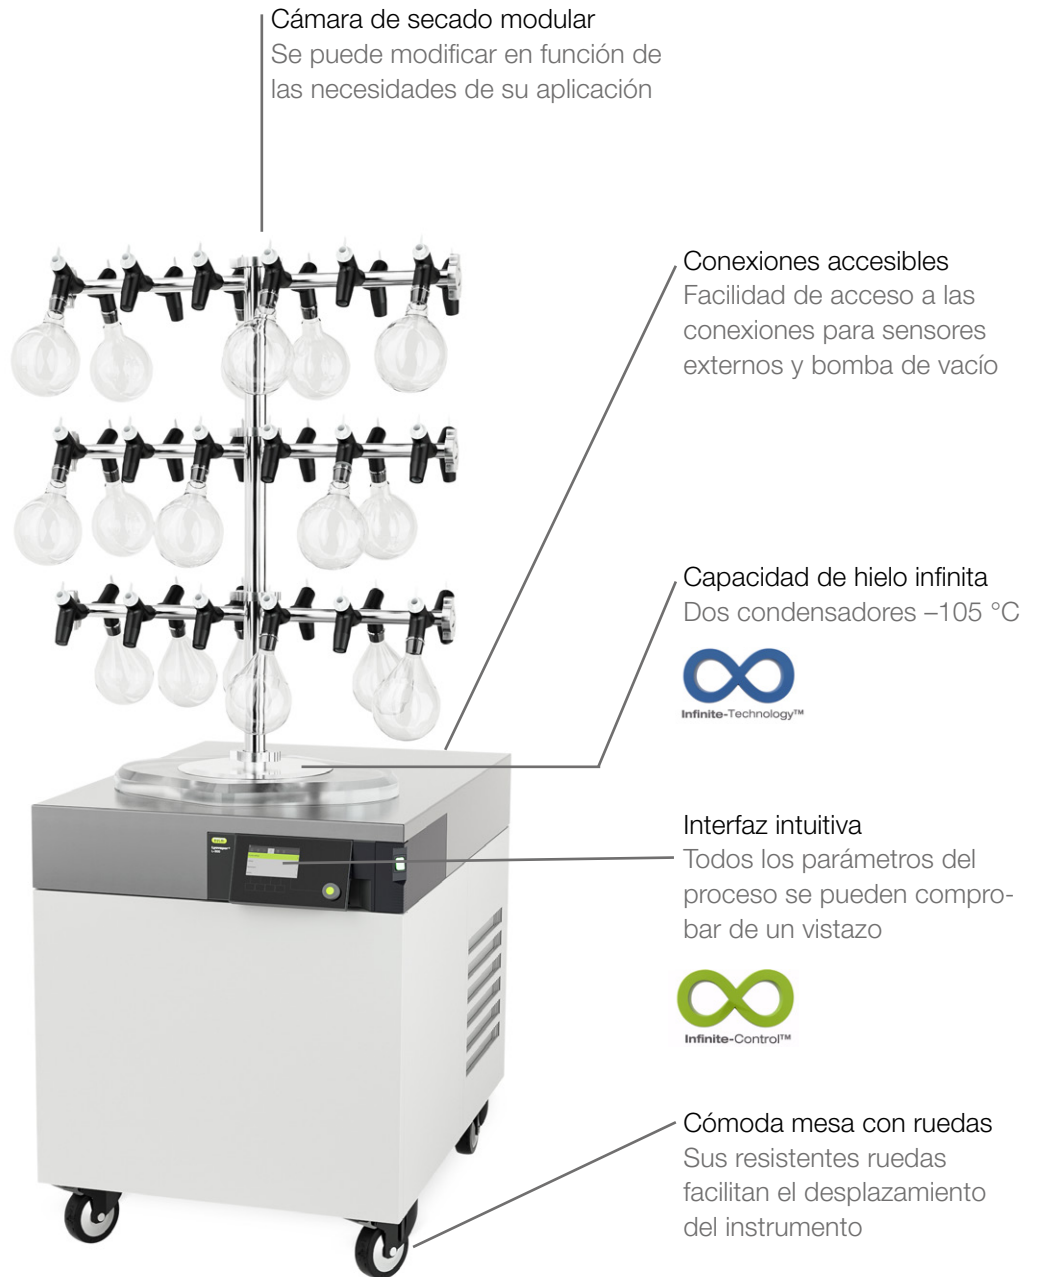 Cámara de secado modular
Se puede modificar en función de
las necesidades de su aplicación
Conexiones accesibles
Facilidad de acceso a las
conexiones para sensores
externos y bomba de vacío
Capacidad de hielo infinita
Dos condensadores –105 °C
Infinite-Technology™
Interfaz intuitiva
Todos los parámetros del
proceso se pueden compro-
bar de un vistazo
Infinite-Control™
Cómoda mesa con ruedas
Sus resistentes ruedas
facilitan el desplazamiento
del instrumento